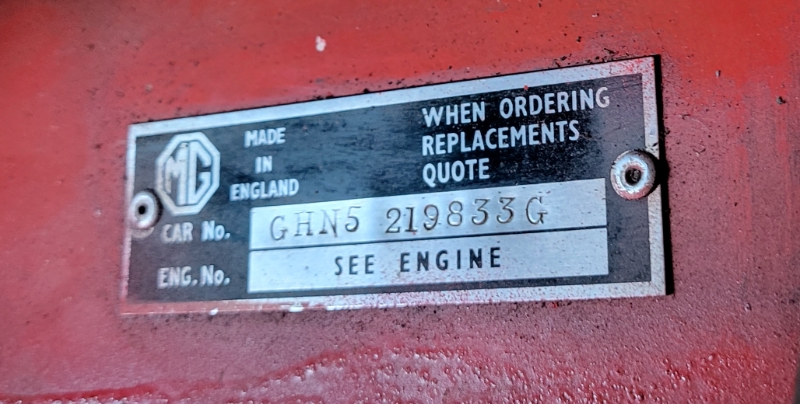 MG
MADE
IN
ENGLAND
WHEN ORDERING
REPLACEMENTS
QUOTE
CAR No. GHN5 219833G
ENG. No. SEE ENGINE